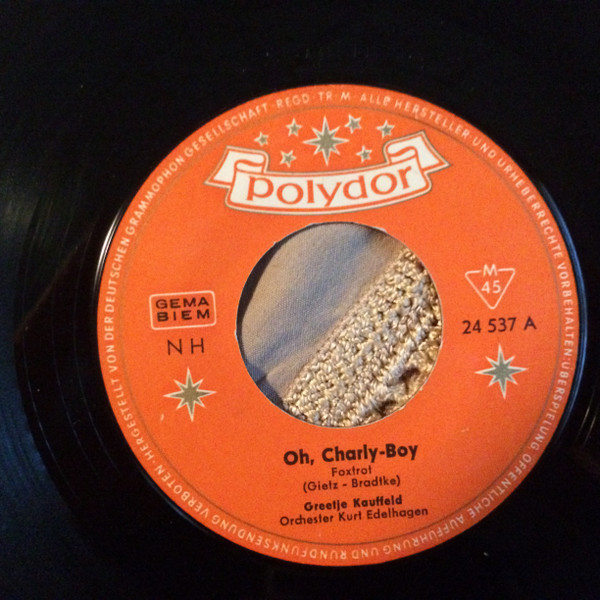 HERGESTELLT VON DER DEUTSCHEN GRAMMOPHON GESELLSCHAFT · REGD · TR · M · ALLE HERSTELLER UND URHEBERRECHTE VORBEHALTEN · ÜBERSPIELUNG ÖFFENTLICHE AUFFÜHRUNG UND RUNDFUNKSENDUNG VERBOTEN ·
Polydor
GEMA
BIEM
NH
M
45
24 537 A
Oh, Charly-Boy
Foxtrot
(Gietz - Bradtke)
Greetje Kauffeld
Orchester Kurt Edelhagen